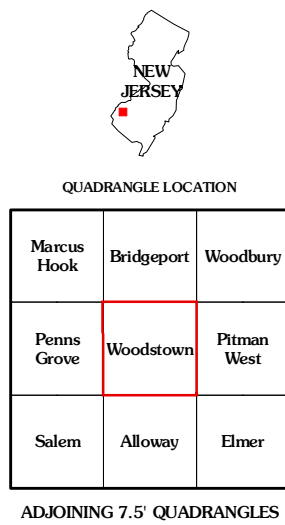 NEW
JERSEY
QUADRANGLE LOCATION
Marcus
Hook
Bridgeport
Woodbury
Penns
Grove
Woodstown
Pitman
West
Salem
Alloway
Elmer
ADJOINING 7.5' QUADRANGLES